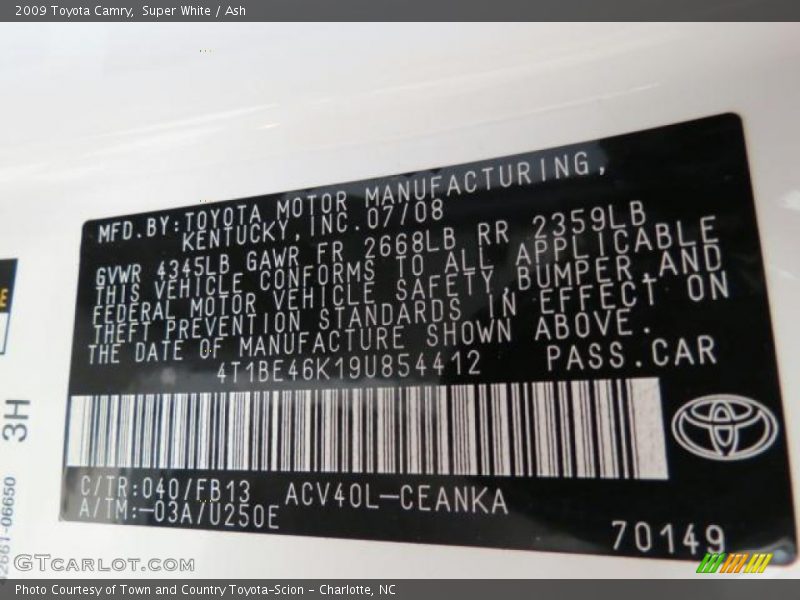 2009 Toyota Camry,  Super White / Ash
MFD.BY:TOYOTA MOTOR MANUFACTURING,
KENTUCKY,INC.07/08
GVWR 4345LB GAWR FR 2668LB RR 2359LB
THIS VEHICLE CONFORMS TO ALL APPLICABLE
FEDERAL MOTOR VEHICLE SAFETY,BUMPER,AND
THEFT PREVENTION STANDARDS IN EFFECT ON
THE DATE OF MANUFACTURE SHOWN ABOVE.
4T1BE46K19U854412 PASS.CAR
C/TR:040/FB13 ACV40L-CEANKA
A/TM:-03A/U250E
70149
3H
42661-06650
GTCARLOT.COM
Photo Courtesy of Town and Country Toyota-Scion - Charlotte, NC